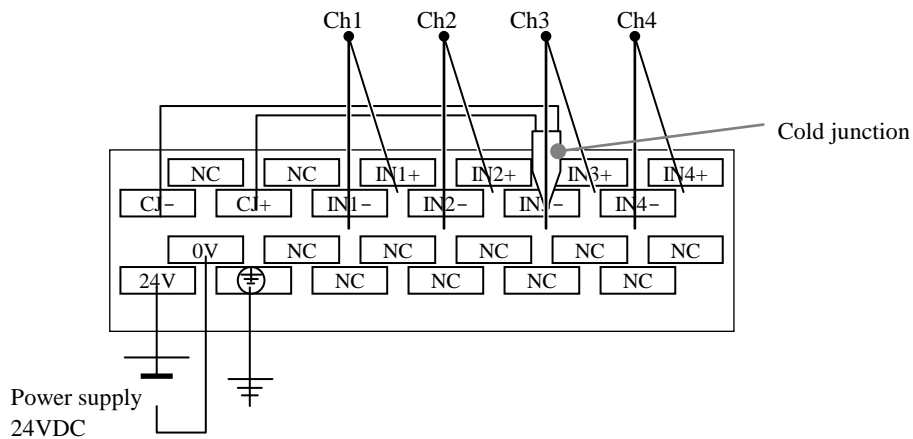 Ch1 Ch2 Ch3 Ch4
Cold junction
NC NC IN1+ IN2+ IN3+ IN4+
CJ− CJ+ IN1− IN2− IN3− IN4−
0V NC NC NC NC NC
24V NC NC NC NC
Power supply
24VDC